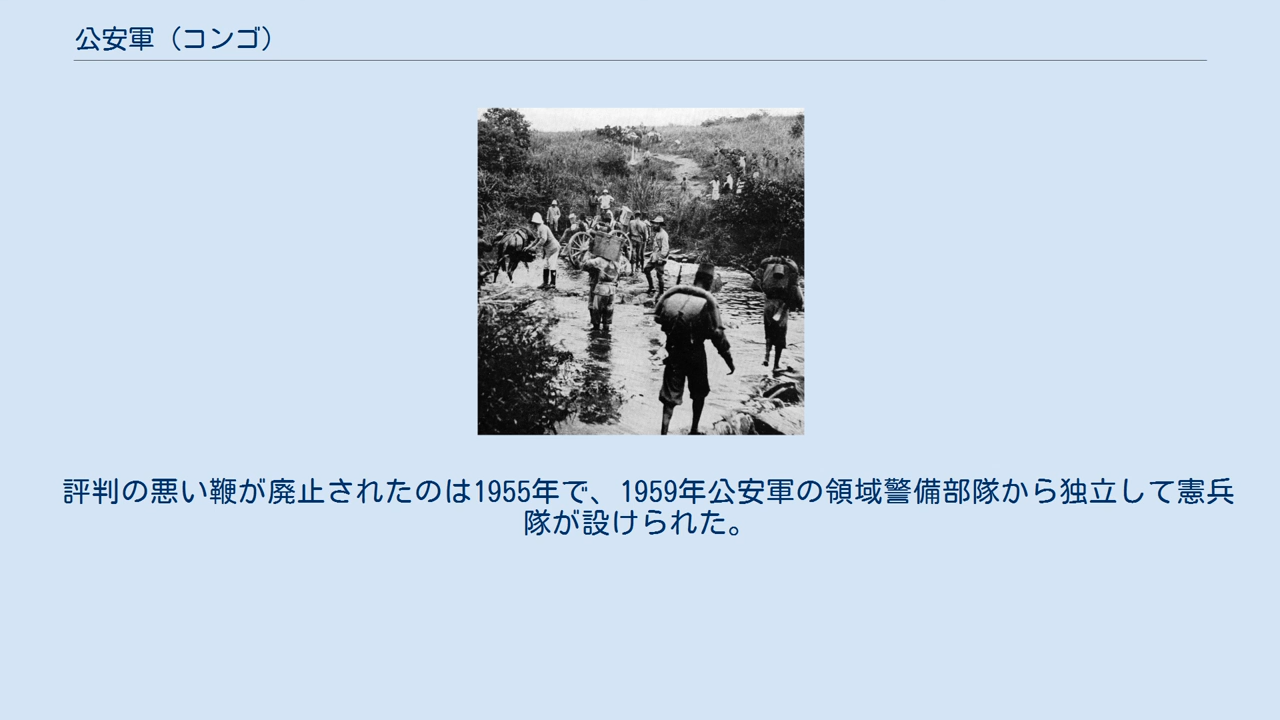 公安軍（コンゴ）
評判の悪い鞭が廃止されたのは1955年で、1959年公安軍の領域警備部隊から独立して憲兵
隊が設けられた。